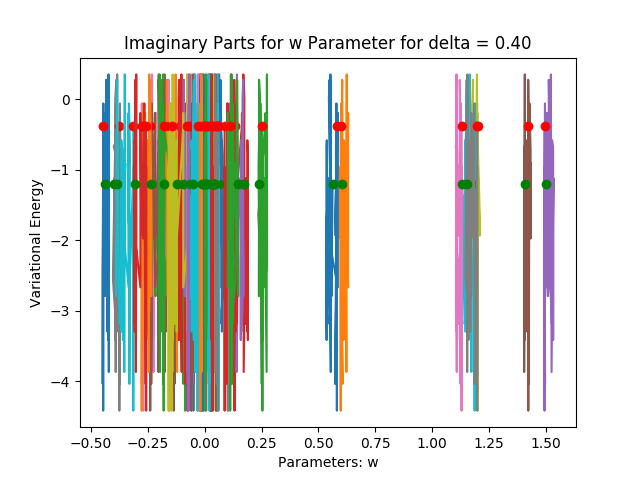 Imaginary Parts for w Parameter for delta = 0.40
Variational Energy
0
−1
−2
−3
−4
−0.50 −0.25 0.00 0.25 0.50 0.75 1.00 1.25 1.50
Parameters: w